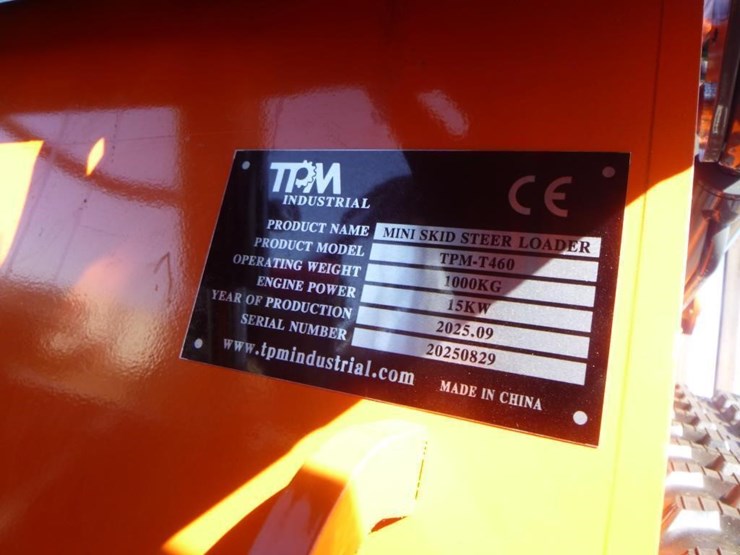 TPM
INDUSTRIAL
CE
PRODUCT NAME MINI SKID STEER LOADER
PRODUCT MODEL TPM-T460
OPERATING WEIGHT 1000KG
ENGINE POWER 15KW
YEAR OF PRODUCTION 2025.09
SERIAL NUMBER 20250829
www.tpmindustrial.com
MADE IN CHINA